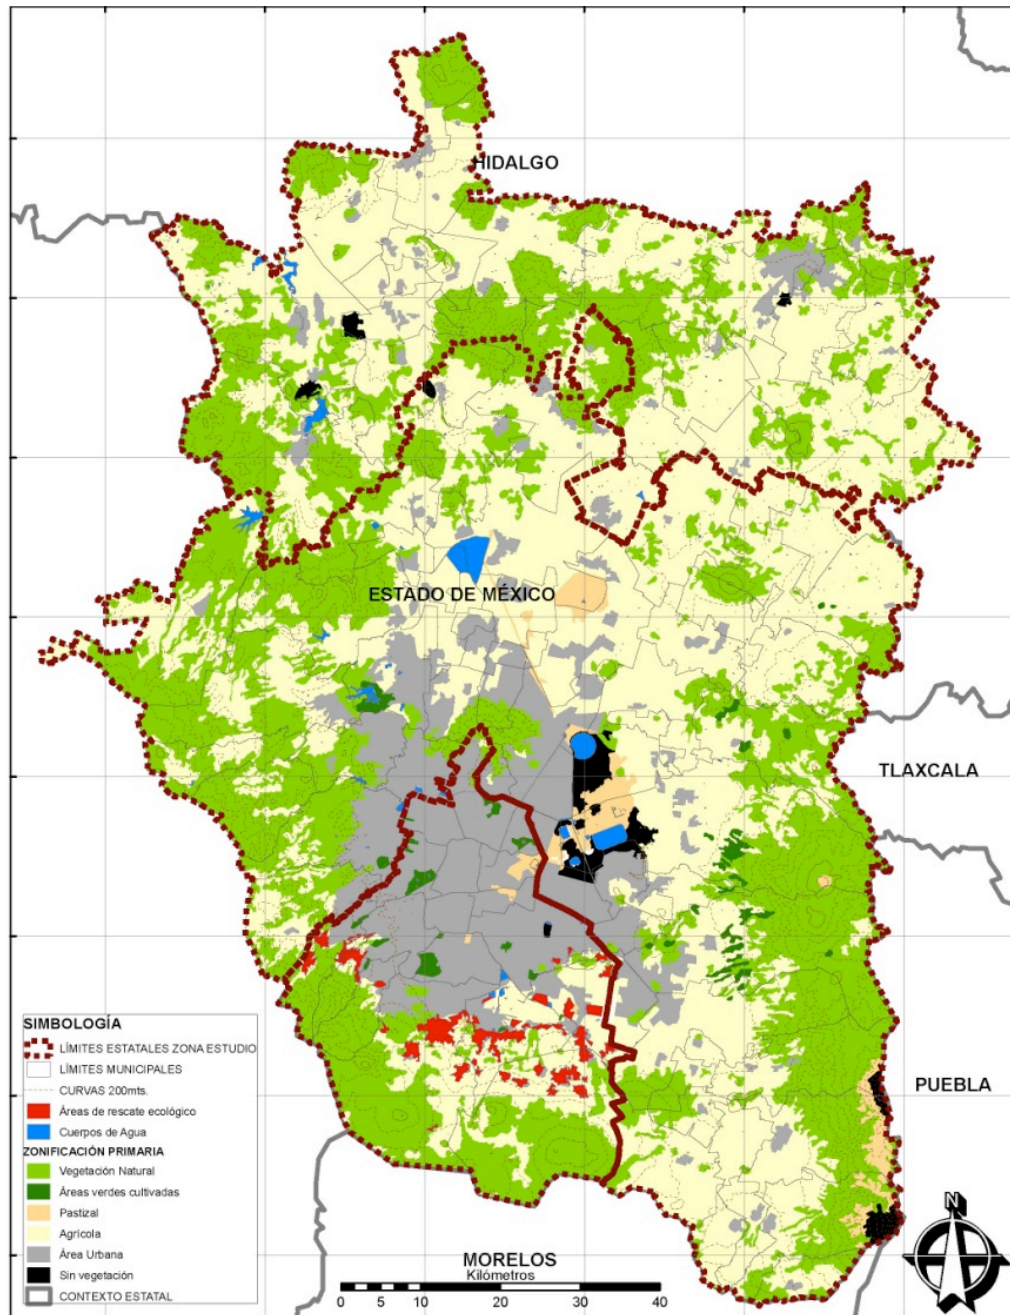 HIDALGO
ESTADO DE MÉXICO
TLAXCALA
PUEBLA
MORELOS
SIMBOLOGÍA
LÍMITES ESTATALES ZONA ESTUDIO
LÍMITES MUNICIPALES
CURVAS 200mts.
Áreas de rescate ecológico
Cuerpos de Agua
ZONIFICACIÓN PRIMARIA
Vegetación Natural
Áreas verdes cultivadas
Pastizal
Agrícola
Área Urbana
Sin vegetación
CONTEXTO ESTATAL
Kilómetros
0 5 10 20 30 40
N